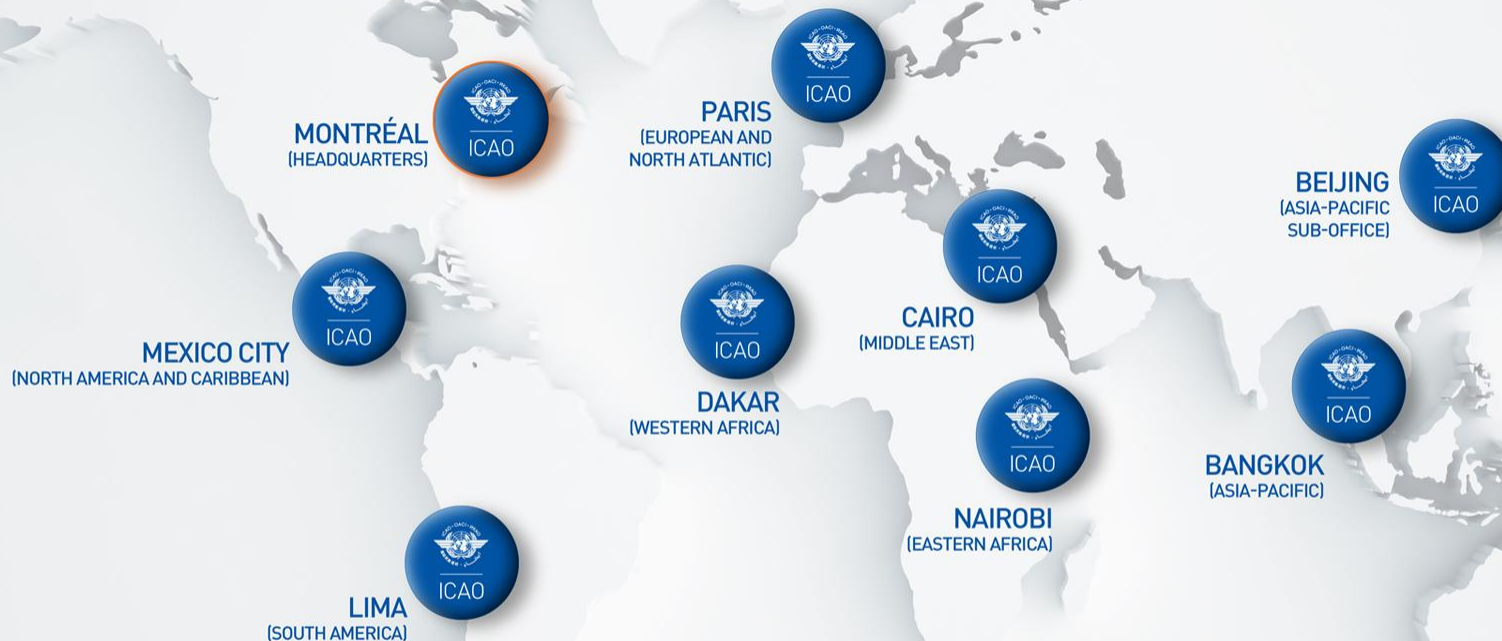 MONTRÉAL
(HEADQUARTERS)
ICAO
PARIS
(EUROPEAN AND
NORTH ATLANTIC)
ICAO
BEIJING
(ASIA-PACIFIC
SUB-OFFICE)
ICAO
MEXICO CITY
(NORTH AMERICA AND CARIBBEAN)
ICAO
DAKAR
(WESTERN AFRICA)
ICAO
CAIRO
(MIDDLE EAST)
ICAO
NAIROBI
(EASTERN AFRICA)
ICAO
BANGKOK
(ASIA-PACIFIC)
ICAO
LIMA
(SOUTH AMERICA)
ICAO